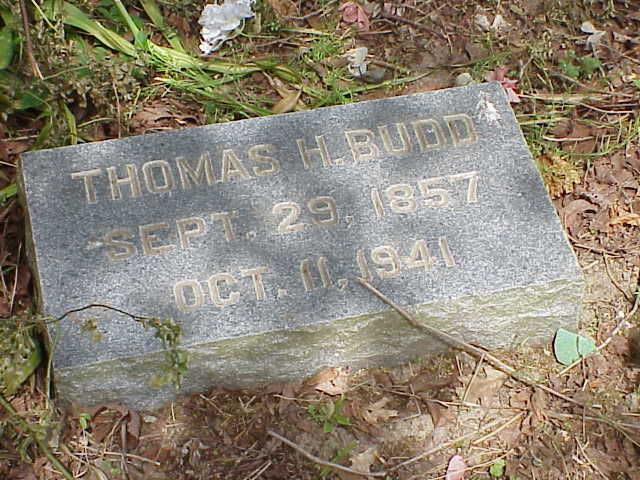 THOMAS H. BUDD
SEPT. 29, 1857
OCT. 11, 1941